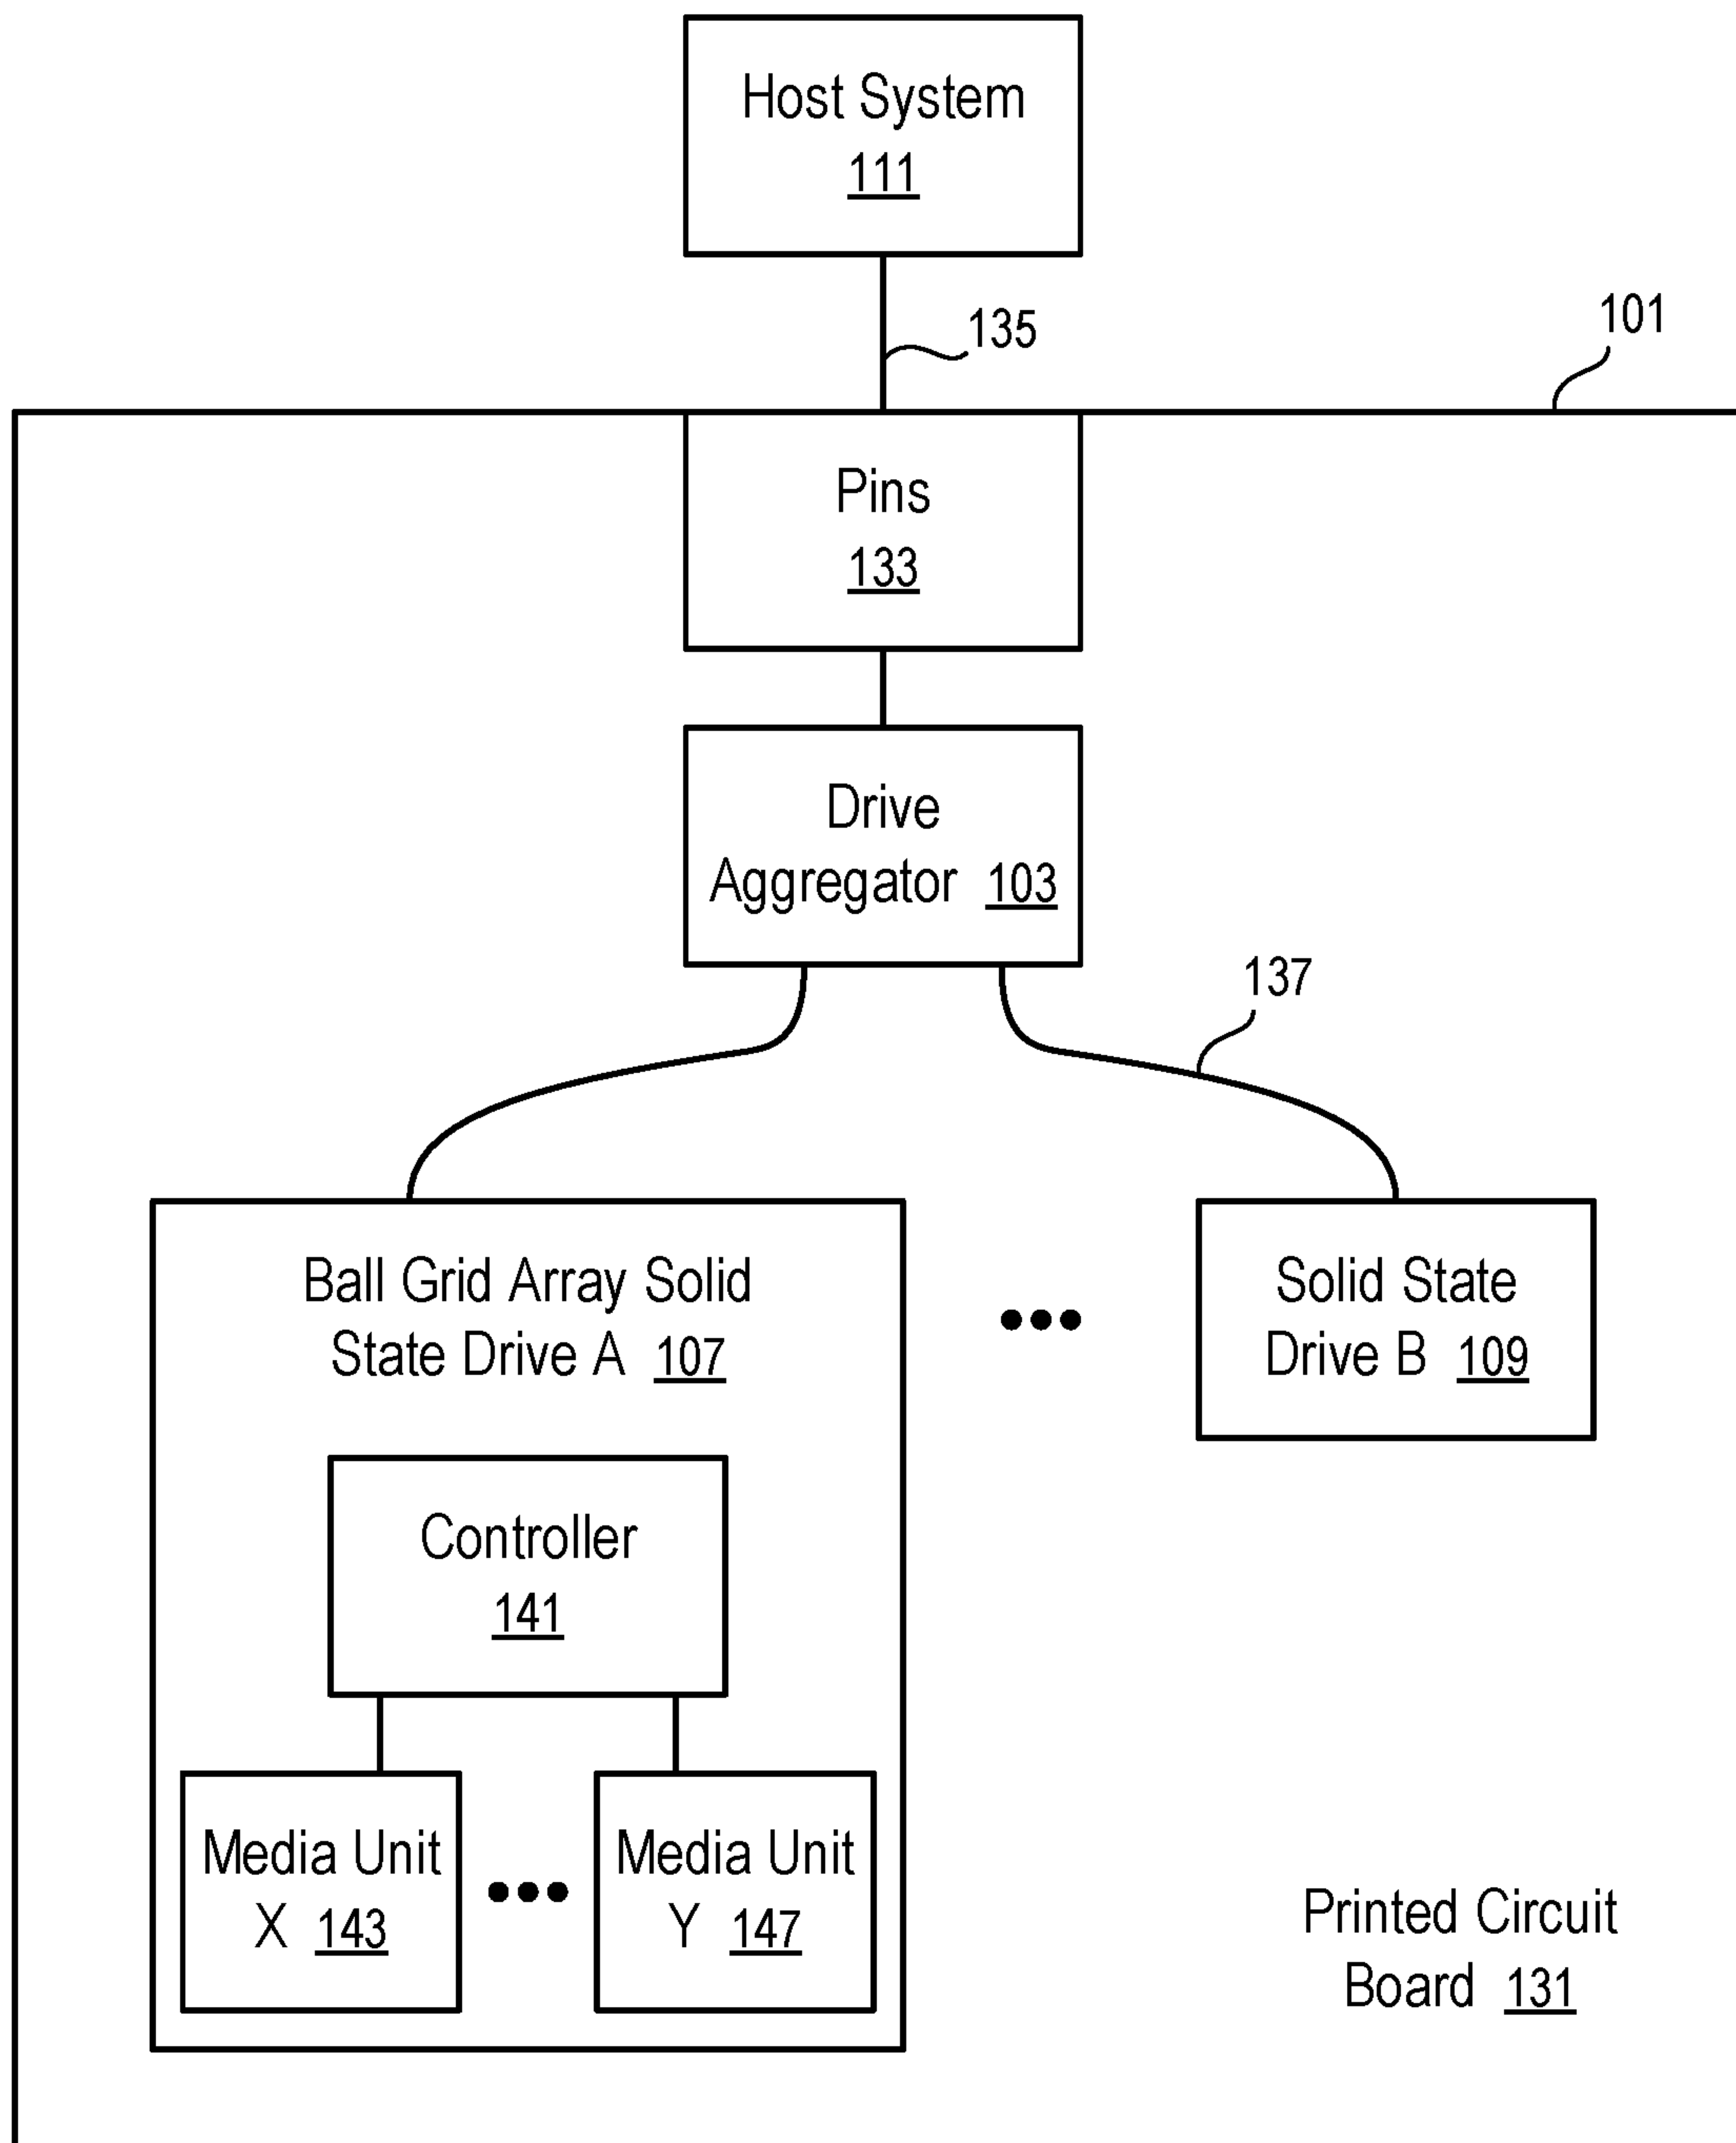 Host System
111
135
101
Pins
133
Drive
Aggregator 103
137
Ball Grid Array Solid
State Drive A 107
Solid State
Drive B 109
Controller
141
Media Unit
X 143
Media Unit
Y 147
Printed Circuit
Board 131